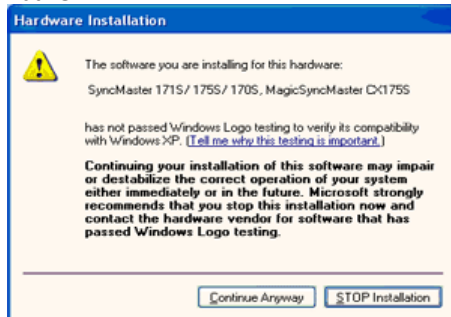 Hardware Installation
The software you are installing for this hardware:
SyncMaster 171S/ 175S/ 170S, MagicSyncMaster CX175S
has not passed Windows Logo testing to verify its compatibility
with Windows XP. (Tell me why this testing is important.)
Continuing your installation of this software may impair
or destabilize the correct operation of your system
either immediately or in the future. Microsoft strongly
recommends that you stop this installation now and
contact the hardware vendor for software that has
passed Windows Logo testing.
Continue Anyway
STOP Installation